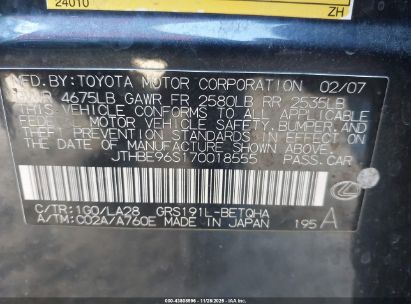 24010
ZH
MFD. BY: TOYOTA MOTOR CORPORATION 02/07
GVWR 4675LB GAWR FR 2580LB RR 2535LB
THIS VEHICLE CONFORMS TO ALL APPLICABLE
FEDERAL MOTOR VEHICLE SAFETY, BUMPER, AND
THEFT PREVENTION STANDARDS IN EFFECT ON
THE DATE OF MANUFACTURE SHOWN ABOVE.
JTHBE96S170018555 PASS.CAR
C/TR:1G0/LA28 GRS191L-BETQHA
A/TM:C02A/A760E MADE IN JAPAN 195A